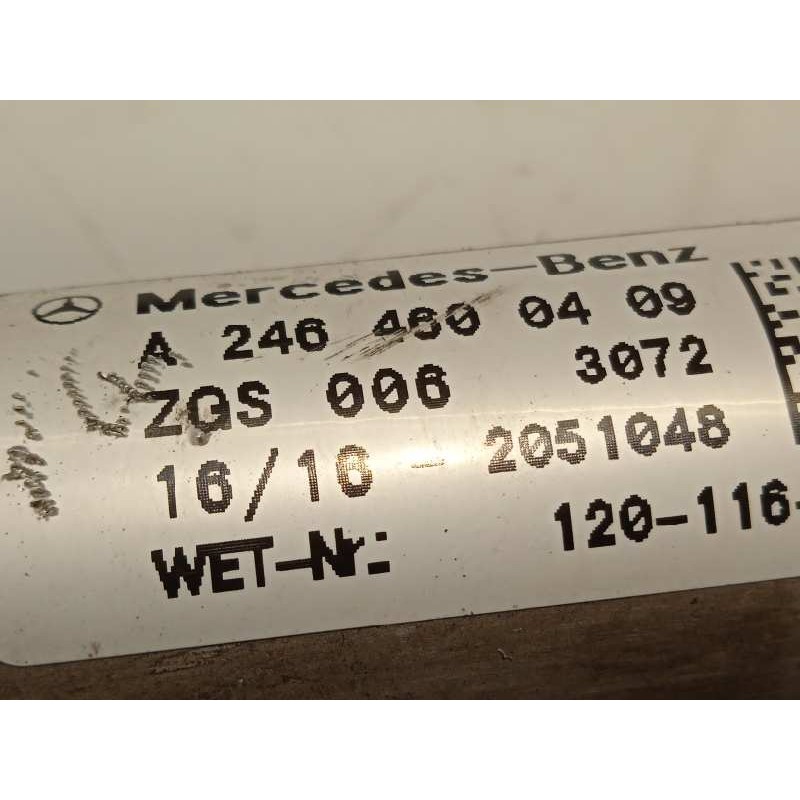 Mercedes-Benz
A 246 460 04 09
ZGS 006 3072
16/16 - 2051048
WET-Nr: 120-116-